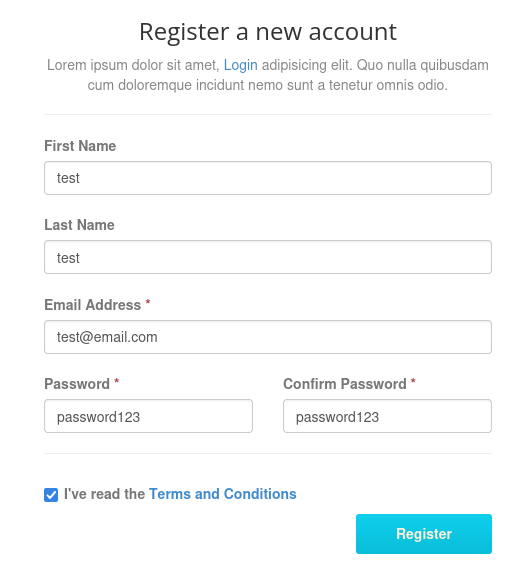 Register a new account
Lorem ipsum dolor sit amet, Login adipisicing elit. Quo nulla quibusdam
cum doloremque incidunt nemo sunt a tenetur omnis odio.
First Name
test
Last Name
test
Email Address *
test@email.com
Password * Confirm Password *
password123 password123
I've read the Terms and Conditions
Register